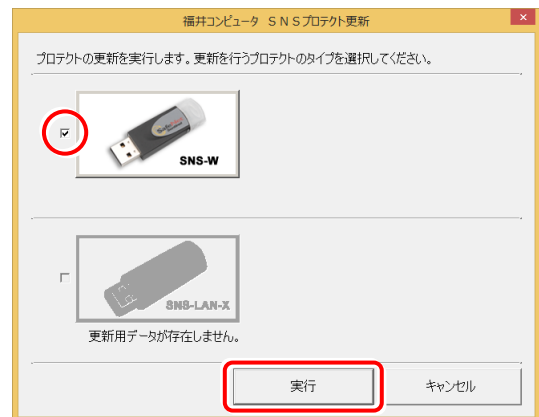 福井コンピュータ SNSプロテクト更新
プロテクトの更新を実行します。更新を行うプロテクトのタイプを選択してください。
SNS-W
SNS-LAN-X
更新用データが存在しません。
実行
キャンセル